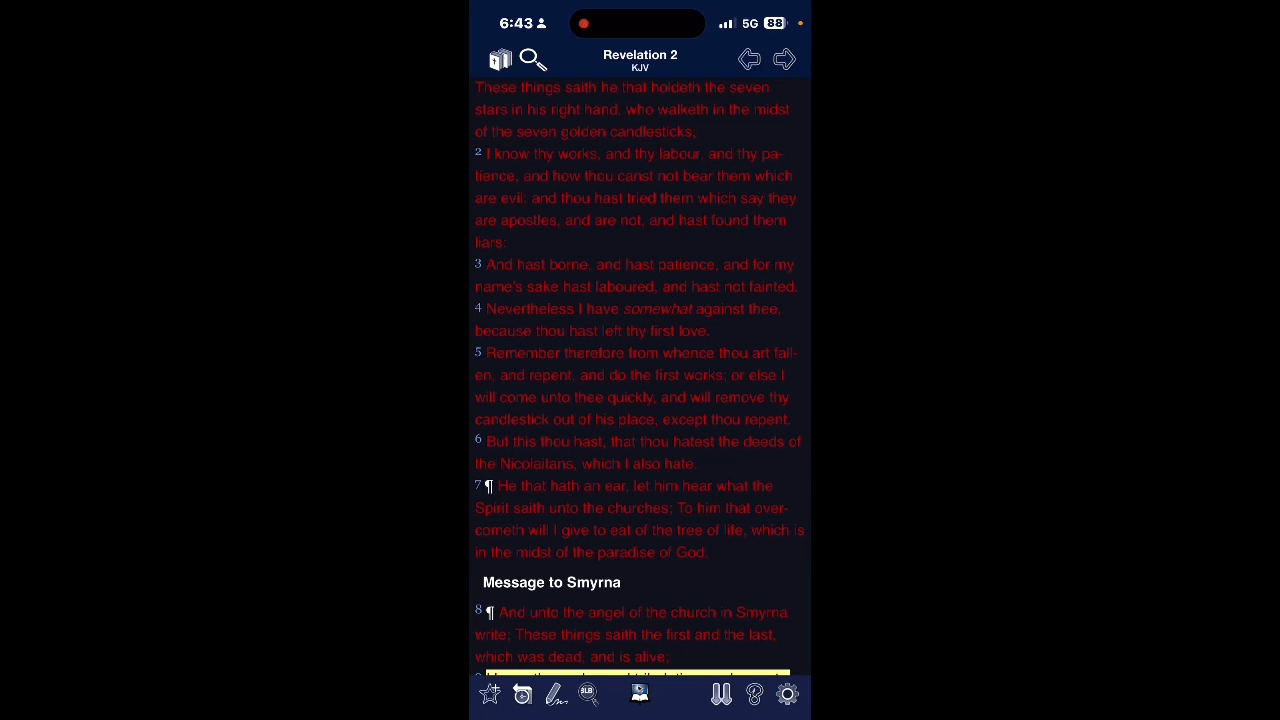 6:43
5G 88
Revelation 2
KJV
These things saith he that holdeth the seven
stars in his right hand, who walketh in the midst
of the seven golden candlesticks;
2 I know thy works, and thy labour, and thy pa-
tience, and how thou canst not bear them which
are evil: and thou hast tried them which say they
are apostles, and are not, and hast found them
liars:
3 And hast borne, and hast patience, and for my
name's sake hast laboured, and hast not fainted.
4 Nevertheless I have somewhat against thee,
because thou hast left thy first love.
5 Remember therefore from whence thou art fall-
en, and repent, and do the first works; or else I
will come unto thee quickly, and will remove thy
candlestick out of his place, except thou repent.
6 But this thou hast, that thou hatest the deeds of
the Nicolaitans, which I also hate.
7 ¶ He that hath an ear, let him hear what the
Spirit saith unto the churches; To him that over-
cometh will I give to eat of the tree of life, which is
in the midst of the paradise of God.
Message to Smyrna
8 ¶ And unto the angel of the church in Smyrna
write; These things saith the first and the last,
which was dead, and is alive;
SLB